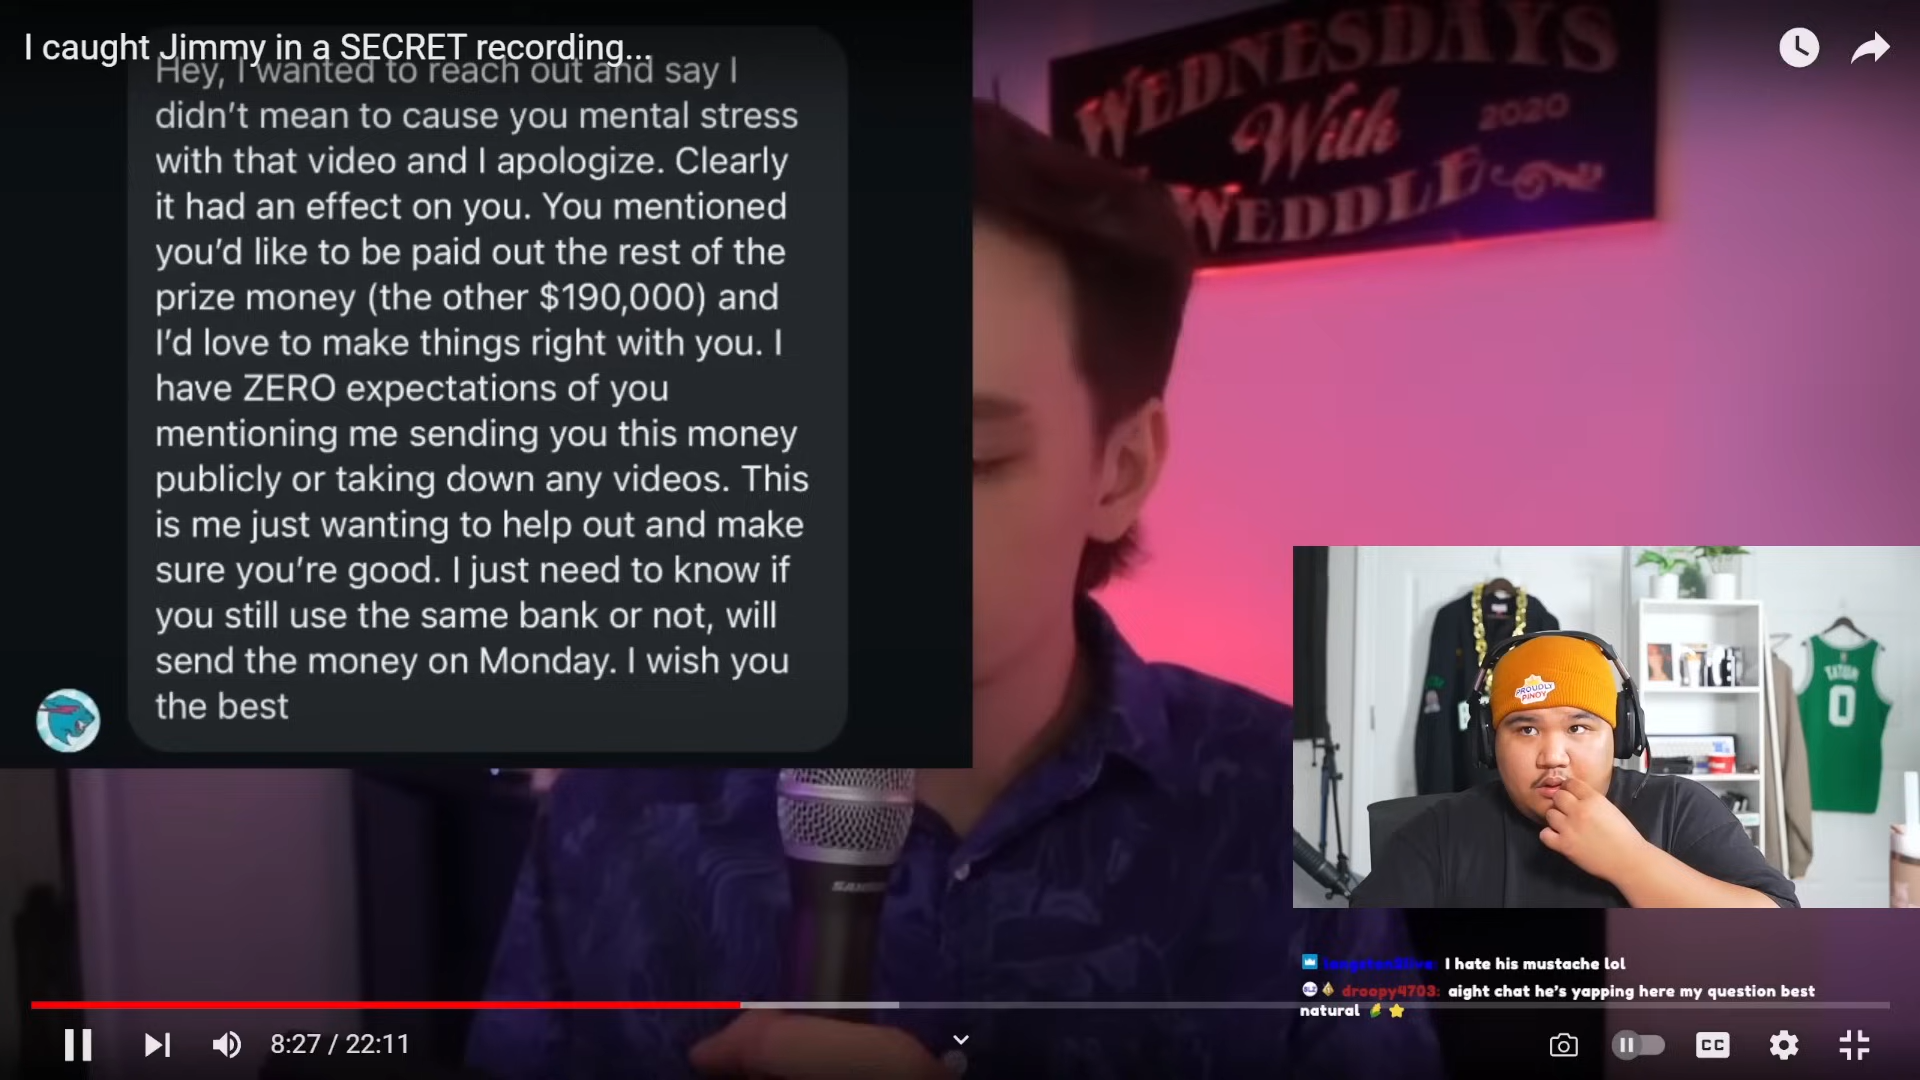 I caught Jimmy in a SECRET recording...
Hey, I wanted to reach out and say I
didn’t mean to cause you mental stress
with that video and I apologize. Clearly
it had an effect on you. You mentioned
you’d like to be paid out the rest of the
prize money (the other $190,000) and
I’d love to make things right with you. I
have ZERO expectations of you
mentioning me sending you this money
publicly or taking down any videos. This
is me just wanting to help out and make
sure you’re good. I just need to know if
you still use the same bank or not, will
send the money on Monday. I wish you
the best
WEDNESDAYS
With 2020
WEDDLE
PROUDLY
PINOY
TATUM
0
I hate his mustache lol
droopy4703: aight chat he’s yapping here my question best
natural
8:27 / 22:11
CC